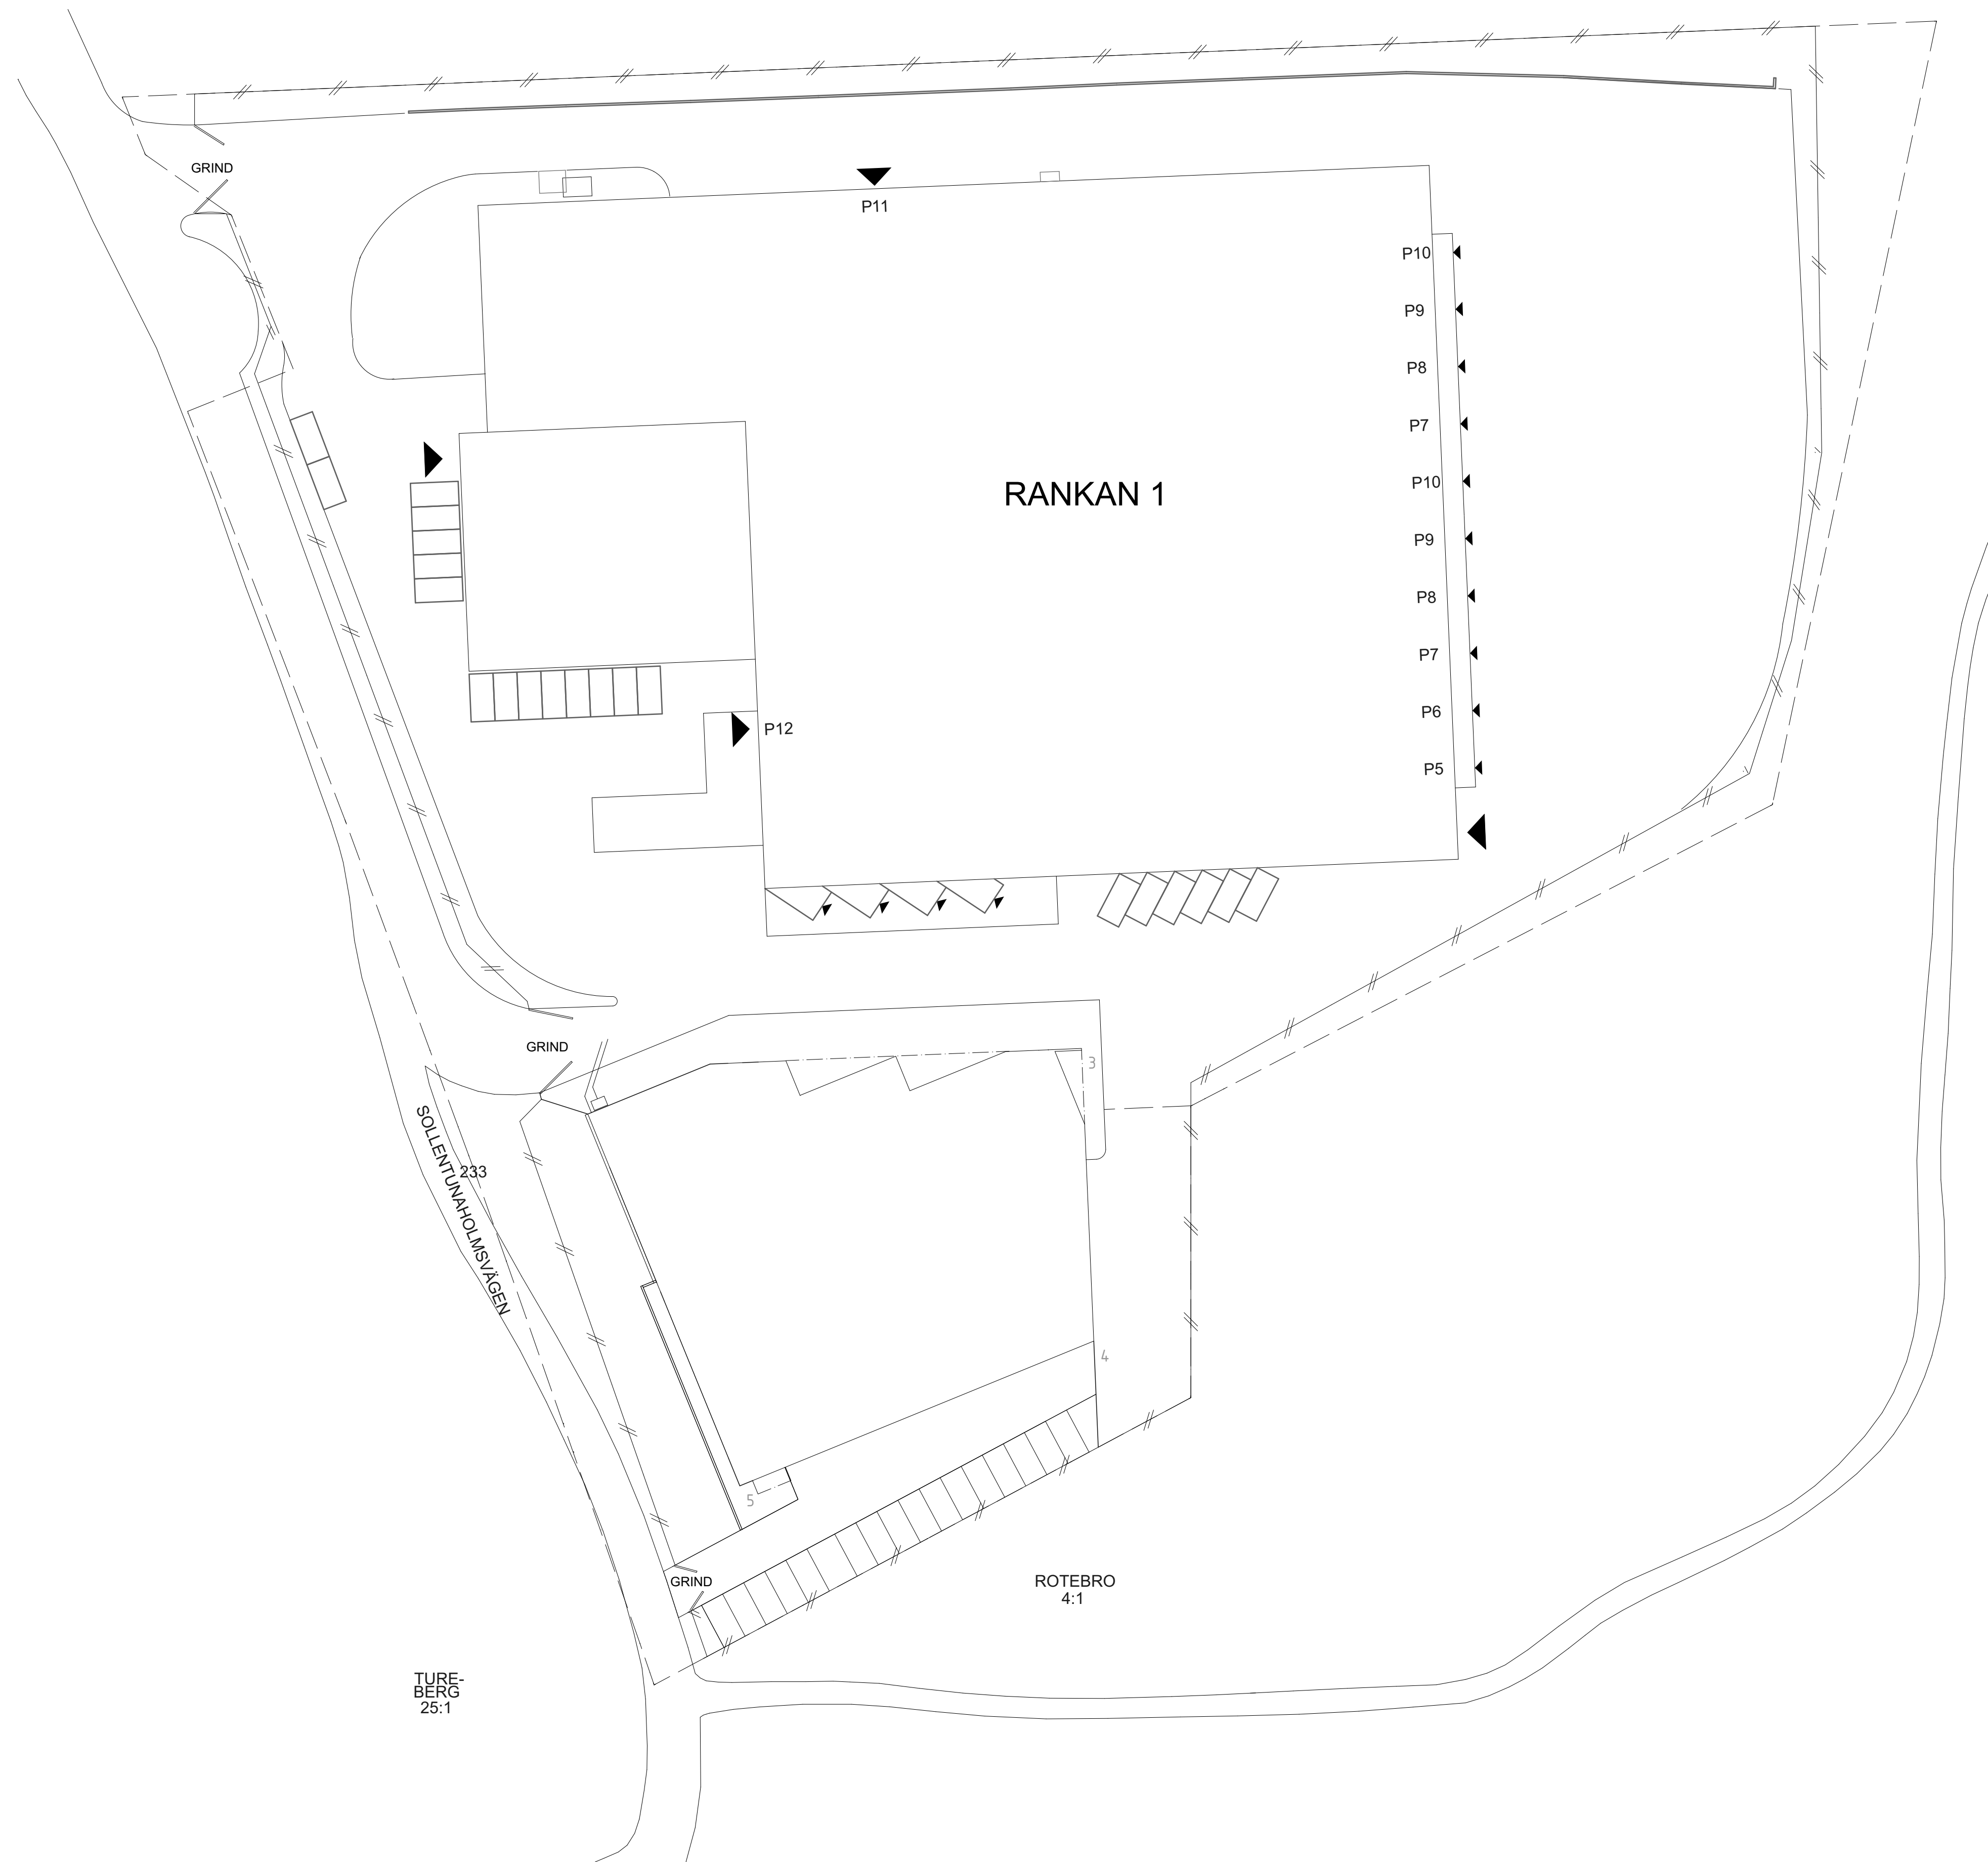 GRIND
P11
P10
P9
P8
P7
RANKAN 1
P10
P9
P8
P7
P6
P12
P5
GRIND
3
SOLLENTUNAHOLMSVÄGEN
233
4
5
GRIND
ROTEBRO
4:1
TURE-
BERG
25:1